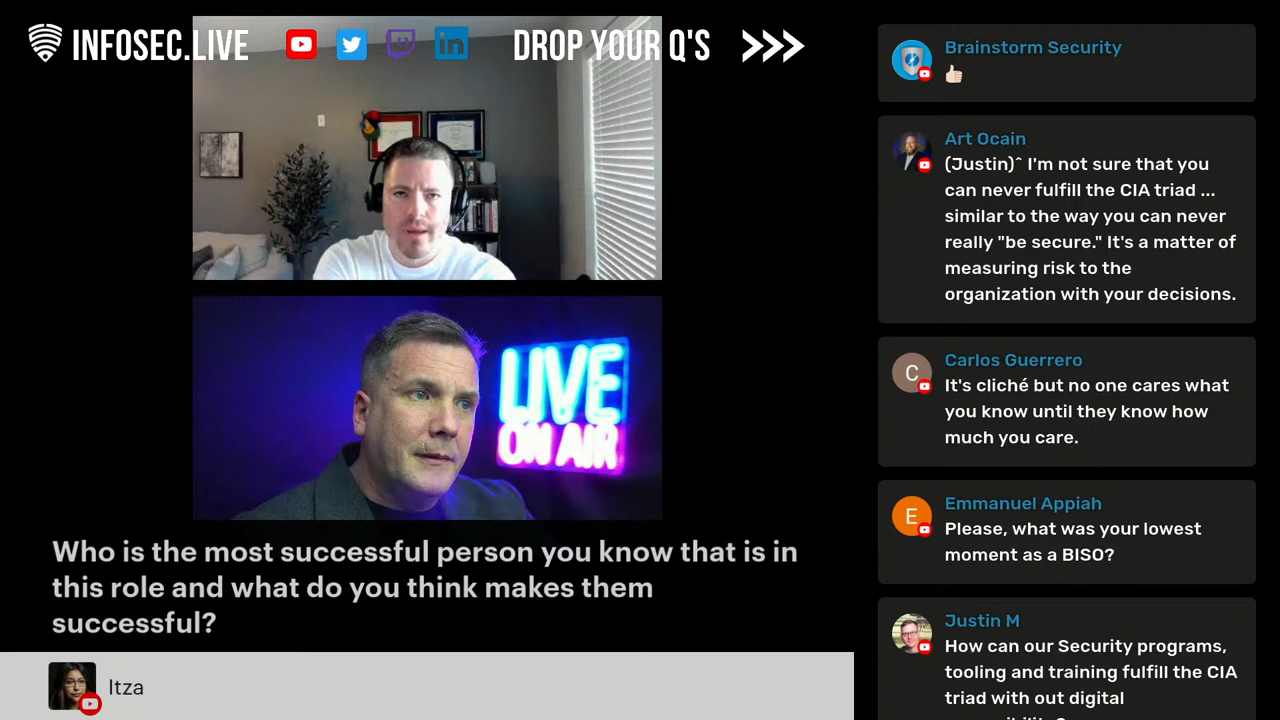 INFOSEC.LIVE
DROP YOUR Q'S >>>
LIVE
ON AIR
Who is the most successful person you know that is in
this role and what do you think makes them
successful?
Itza
Brainstorm Security
👍🏻
Art Ocain
(Justin)^ I'm not sure that you
can never fulfill the CIA triad ...
similar to the way you can never
really "be secure." It's a matter of
measuring risk to the
organization with your decisions.
C
Carlos Guerrero
It's cliché but no one cares what
you know until they know how
much you care.
E
Emmanuel Appiah
Please, what was your lowest
moment as a BISO?
Justin M
How can our Security programs,
tooling and training fulfill the CIA
triad with out digital